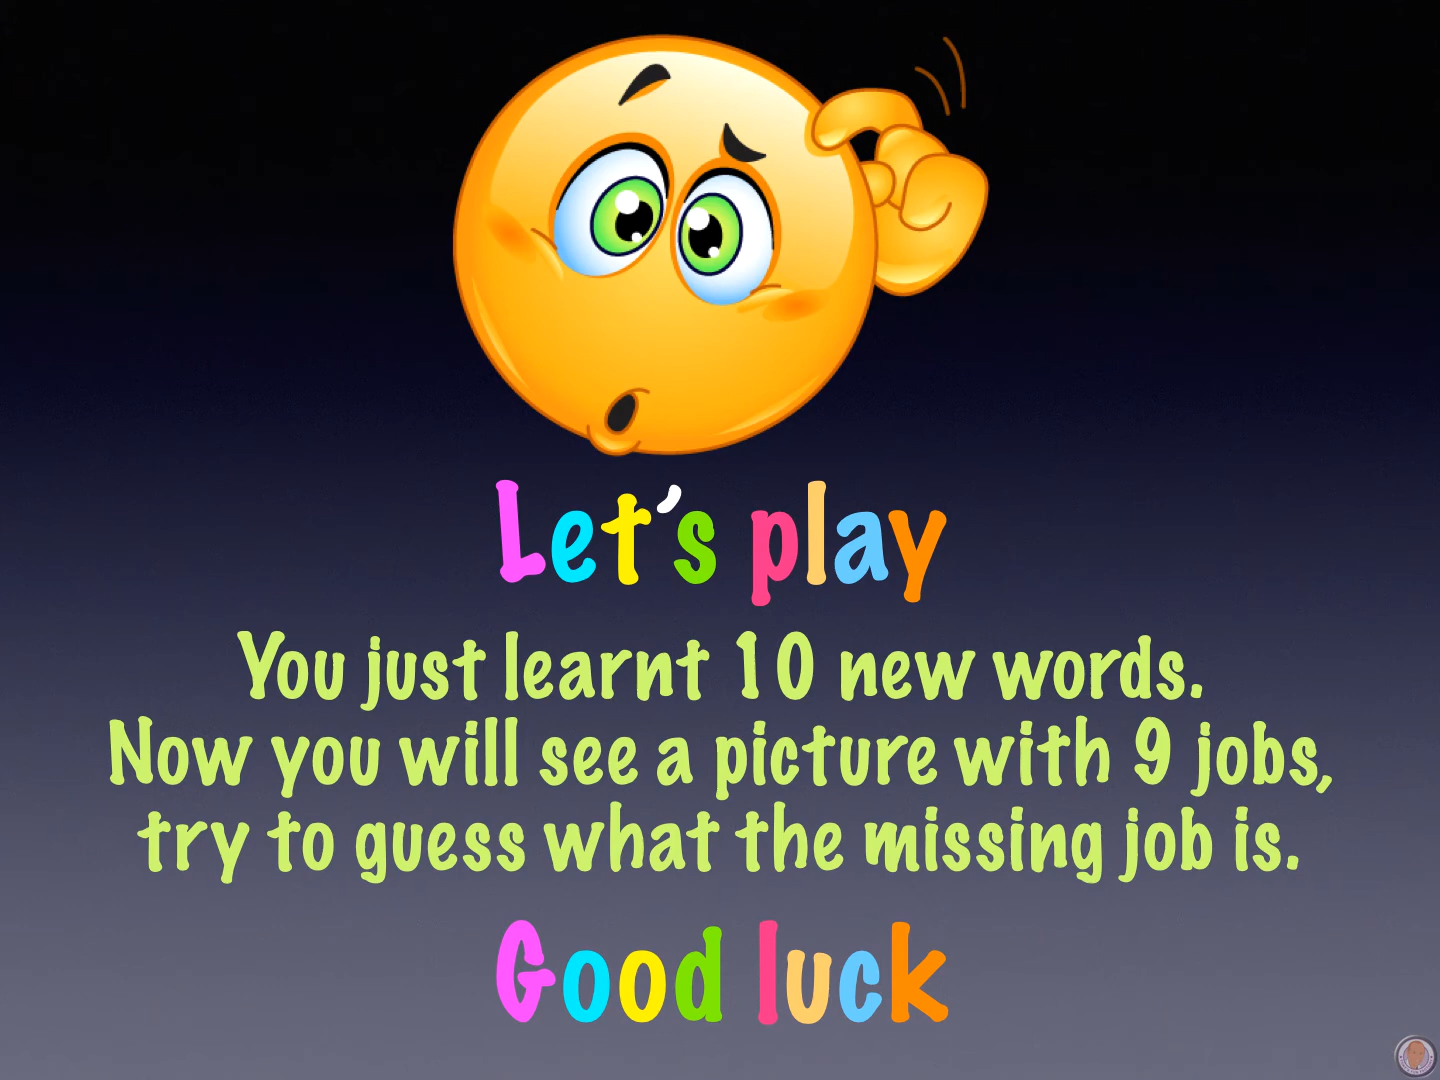 Let's play
You just learnt 10 new words.
Now you will see a picture with 9 jobs,
try to guess what the missing job is.
Good luck